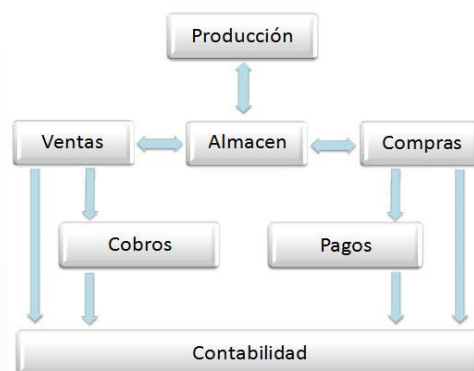 Producción
Ventas
Almacen
Compras
Cobros
Pagos
Contabilidad